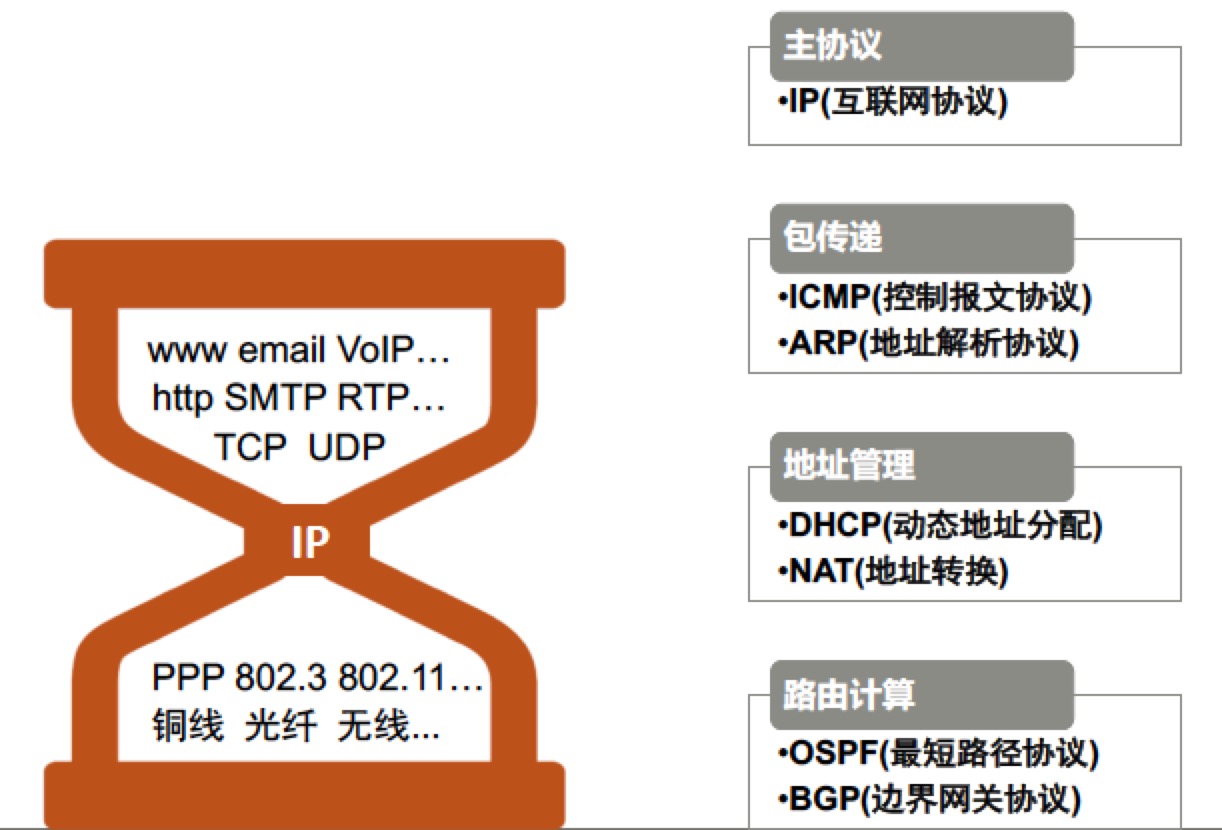 www email VoIP…
http SMTP RTP…
TCP UDP
IP
PPP 802.3 802.11…
铜线 光纤 无线...
主协议
•IP(互联网协议)
包传递
•ICMP(控制报文协议)
•ARP(地址解析协议)
地址管理
•DHCP(动态地址分配)
•NAT(地址转换)
路由计算
•OSPF(最短路径协议)
•BGP(边界网关协议)